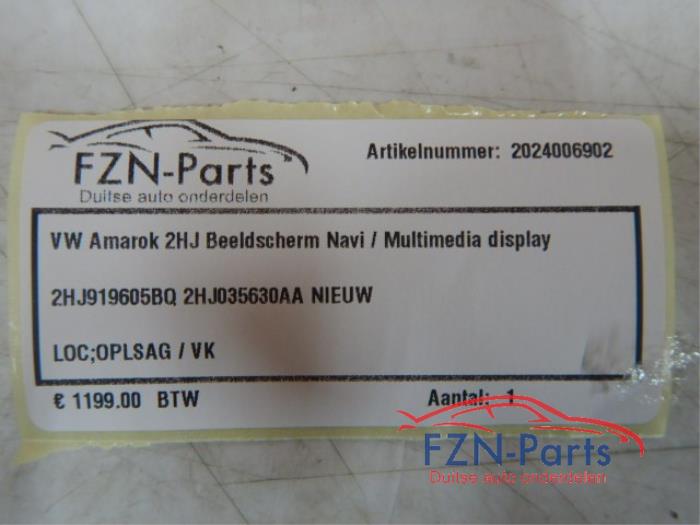 FZN-Parts
Duitse auto onderdelen
Artikelnummer: 2024006902
VW Amarok 2HJ Beeldscherm Navi / Multimedia display
2HJ919605BQ 2HJ035630AA NIEUW
LOC;OPLSAG / VK
€ 1199.00 BTW
Aantal: 1
FZN-Parts
Duitse auto onderdelen